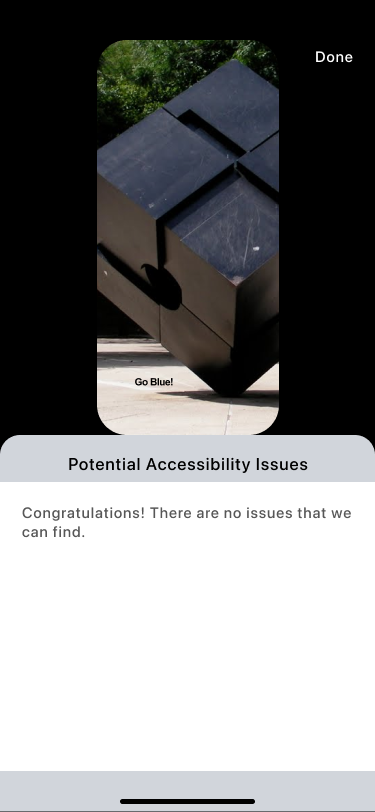 Done
Go Blue!
Potential Accessibility Issues
Congratulations! There are no issues that we
can find.